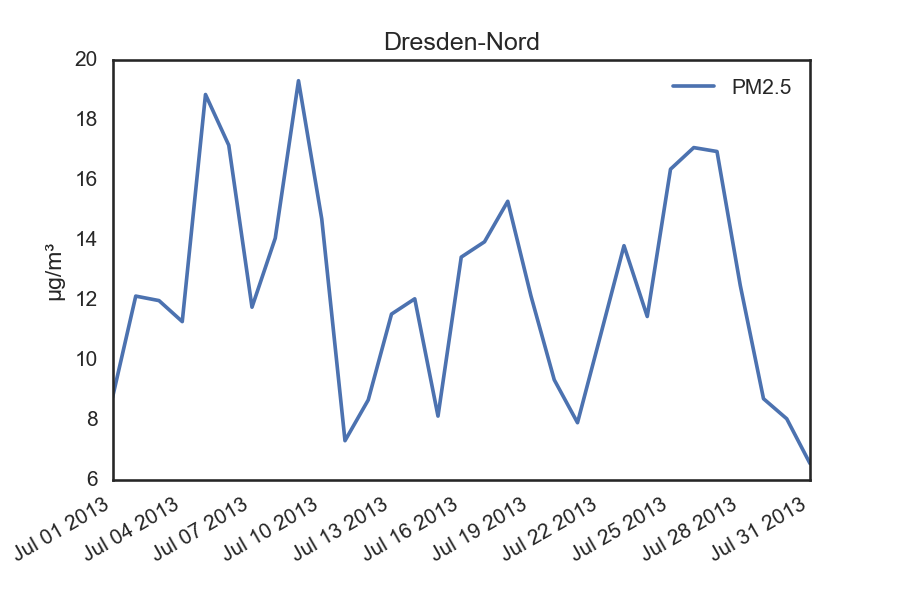 Dresden-Nord
PM2.5
µg/m³
20
18
16
14
12
10
8
6
Jul 01 2013
Jul 04 2013
Jul 07 2013
Jul 10 2013
Jul 13 2013
Jul 16 2013
Jul 19 2013
Jul 22 2013
Jul 25 2013
Jul 28 2013
Jul 31 2013